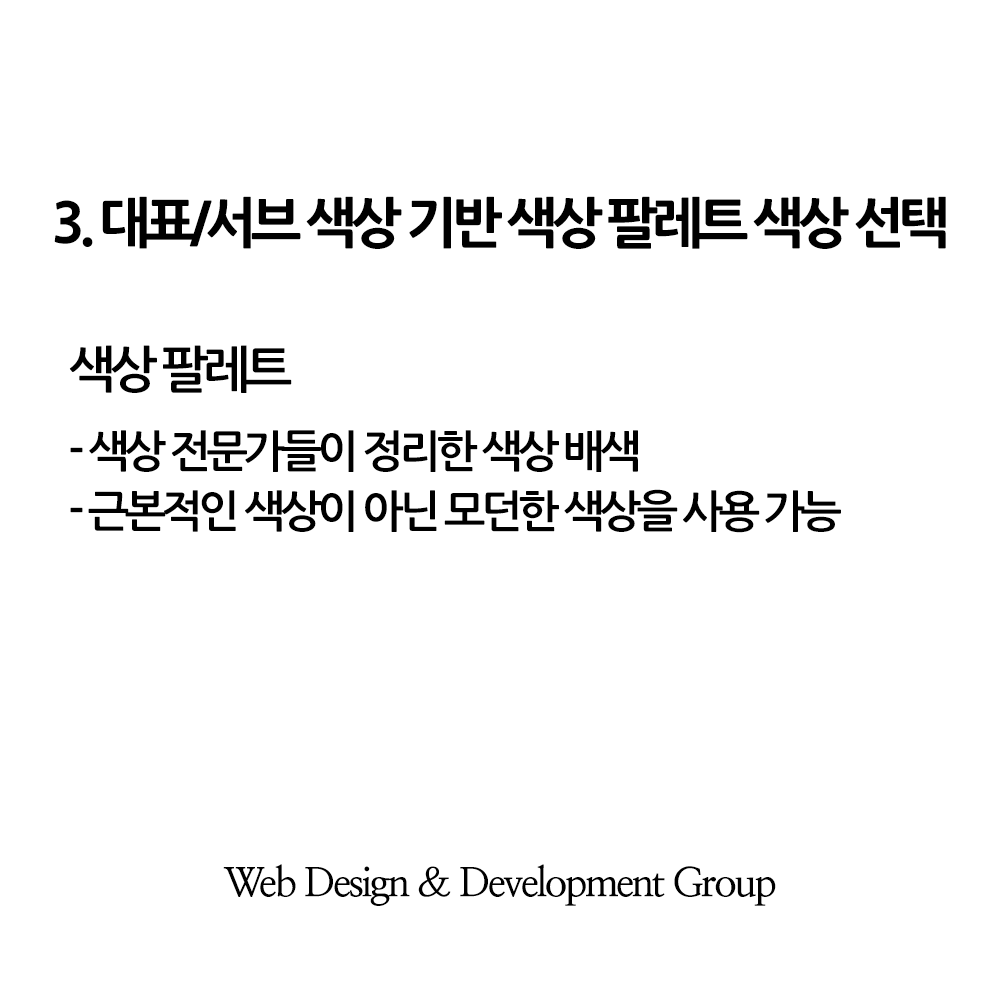 3. 대표/서브 색상 기반 색상 팔레트 색상 선택
색상 팔레트
- 색상 전문가들이 정리한 색상 배색
- 근본적인 색상이 아닌 모던한 색상을 사용 가능
Web Design & Development Group